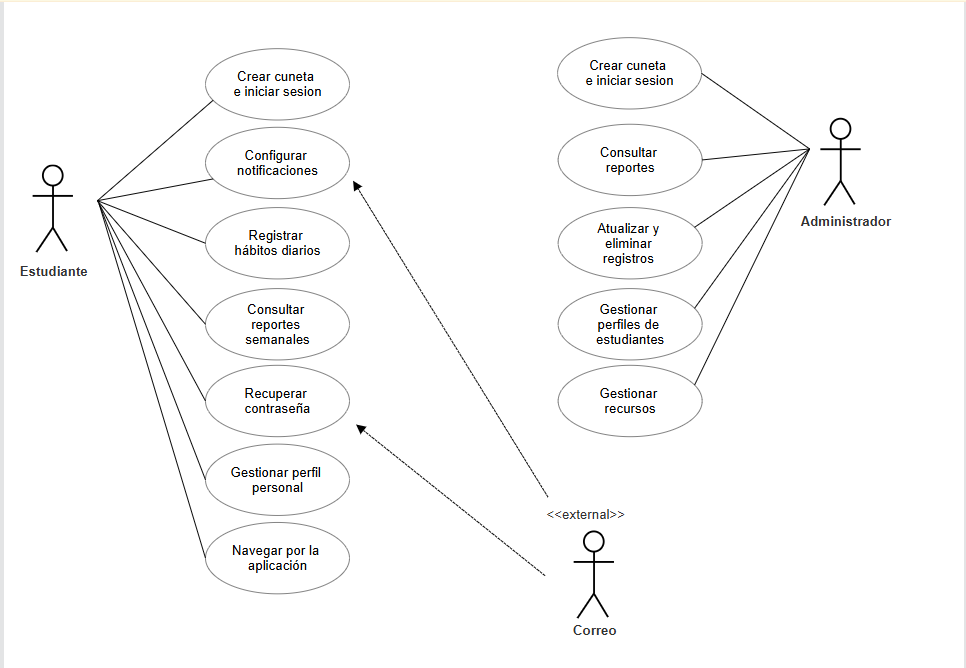 Crear cuneta
e iniciar sesion
Configurar
notificaciones
Registrar
hábitos diarios
Consultar
reportes
semanales
Recuperar
contraseña
Gestionar perfil
personal
Navegar por la
aplicación
Estudiante
Crear cuneta
e iniciar sesion
Consultar
reportes
Atualizar y
eliminar
registros
Gestionar
perfiles de
estudiantes
Gestionar
recursos
Administrador
<<external>>
Correo